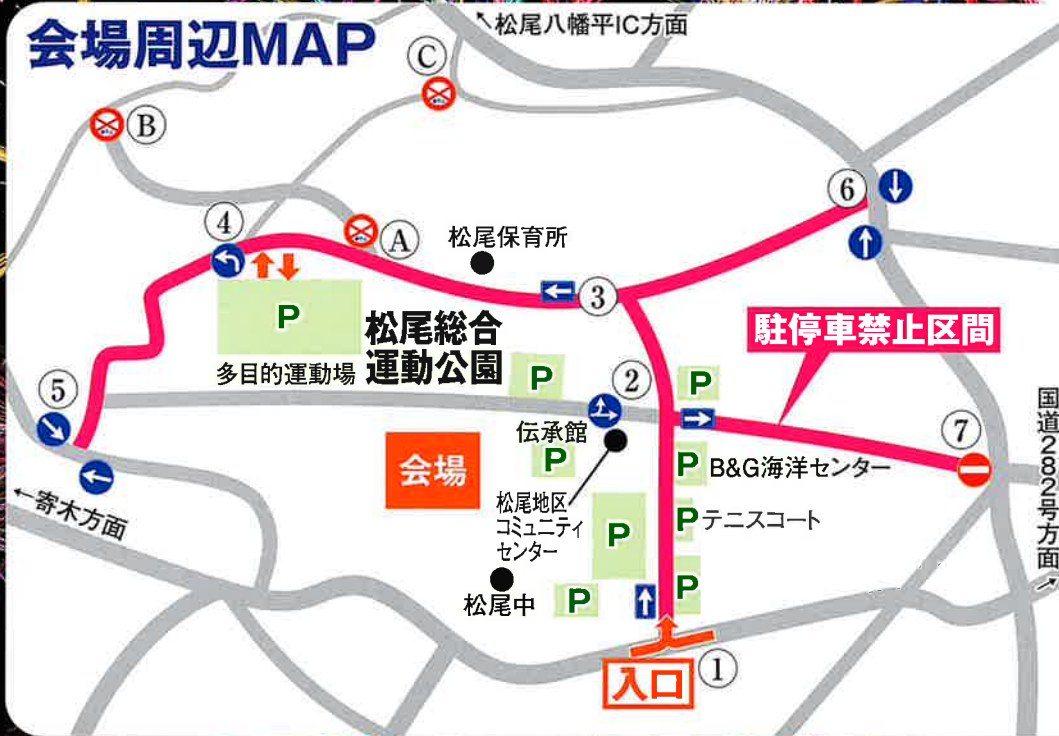 会場周辺MAP
↖松尾八幡平IC方面
C
B
6
4
A
松尾保育所
3
P
松尾総合
運動公園
多目的運動場
駐停車禁止区間
P
2
P
5
伝承館
7
国道282号方面→
会場
P
P
B&G海洋センター
←寄木方面
松尾地区
コミュニティ
センター
P
P
テニスコート
松尾中
P
P
入口
1